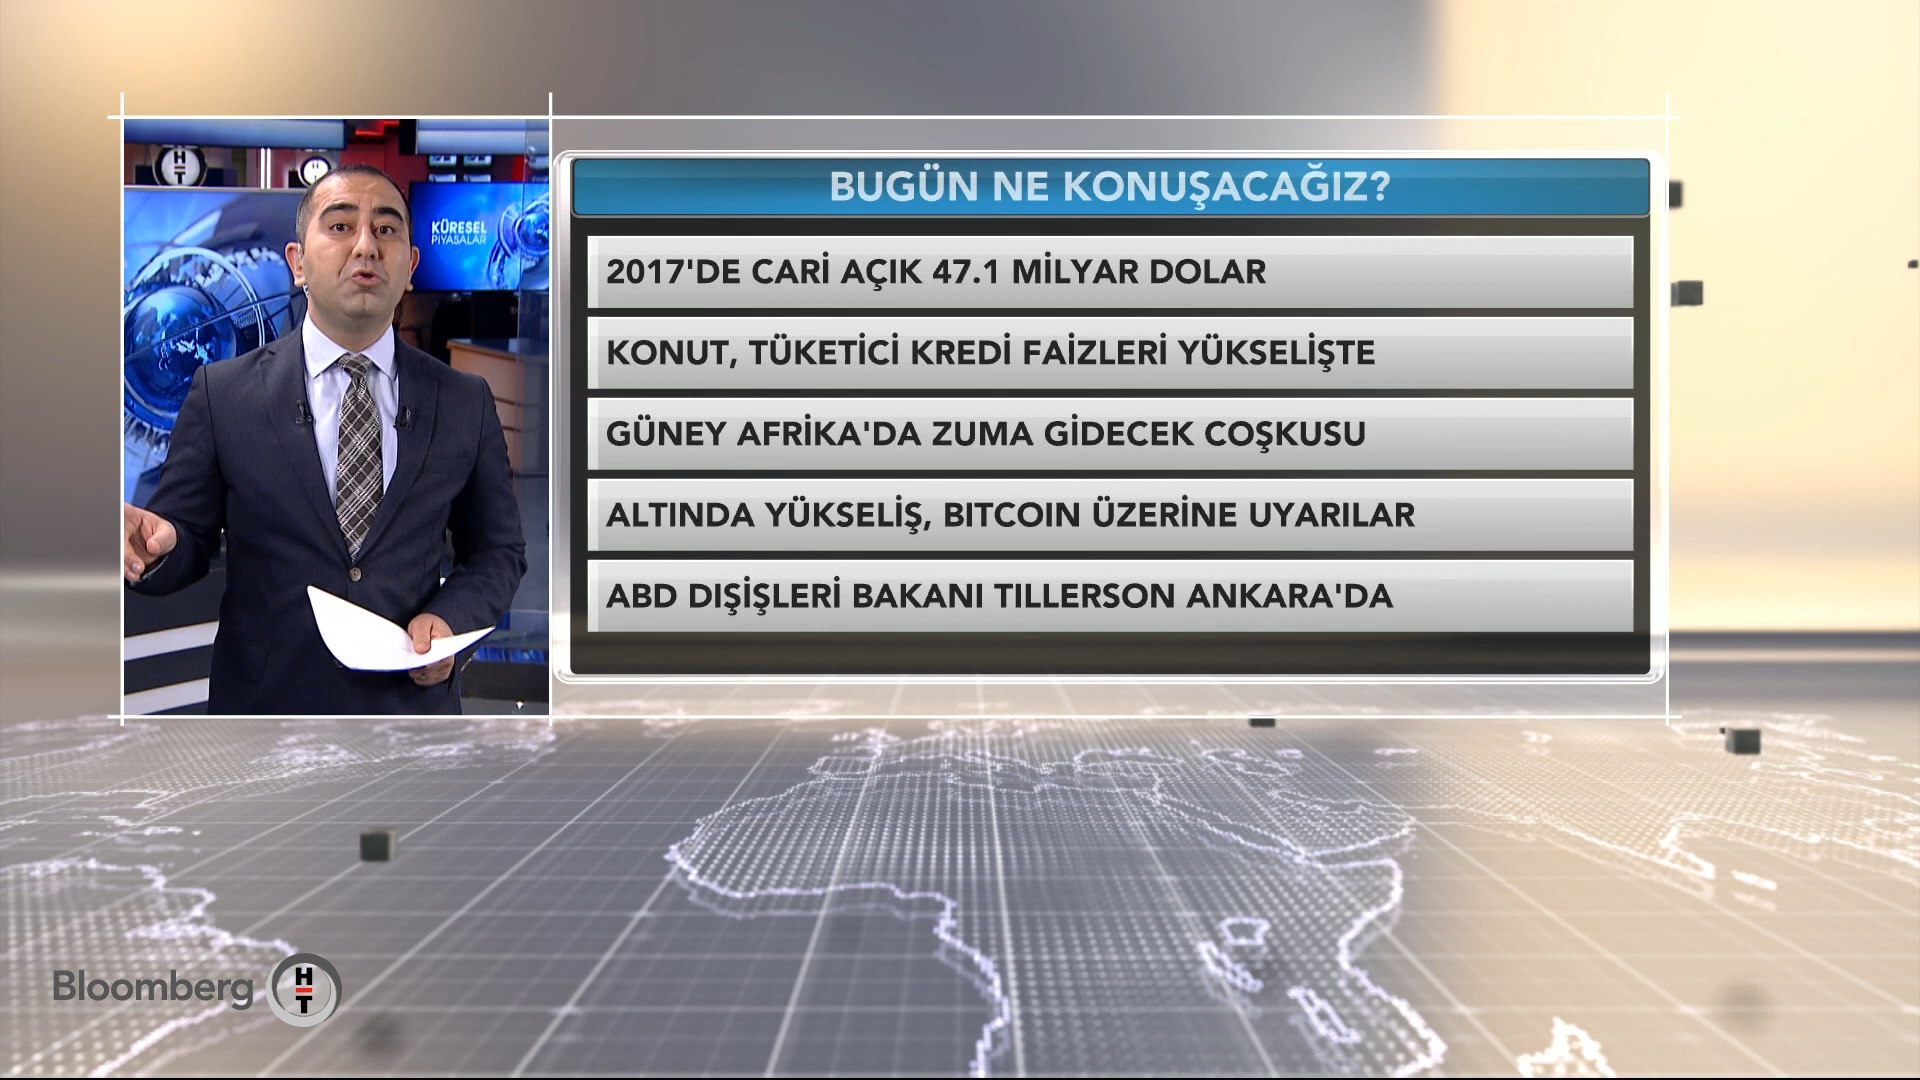 H
T
H
T
KÜRESEL
PİYASALAR
BUGÜN NE KONUŞACAĞIZ?
2017'DE CARİ AÇIK 47.1 MİLYAR DOLAR
KONUT, TÜKETİCİ KREDİ FAİZLERİ YÜKSELİŞTE
GÜNEY AFRİKA'DA ZUMA GİDECEK COŞKUSU
ALTINDA YÜKSELİŞ, BITCOIN ÜZERİNE UYARILAR
ABD DIŞİŞLERİ BAKANI TILLERSON ANKARA'DA
Bloomberg
H
T